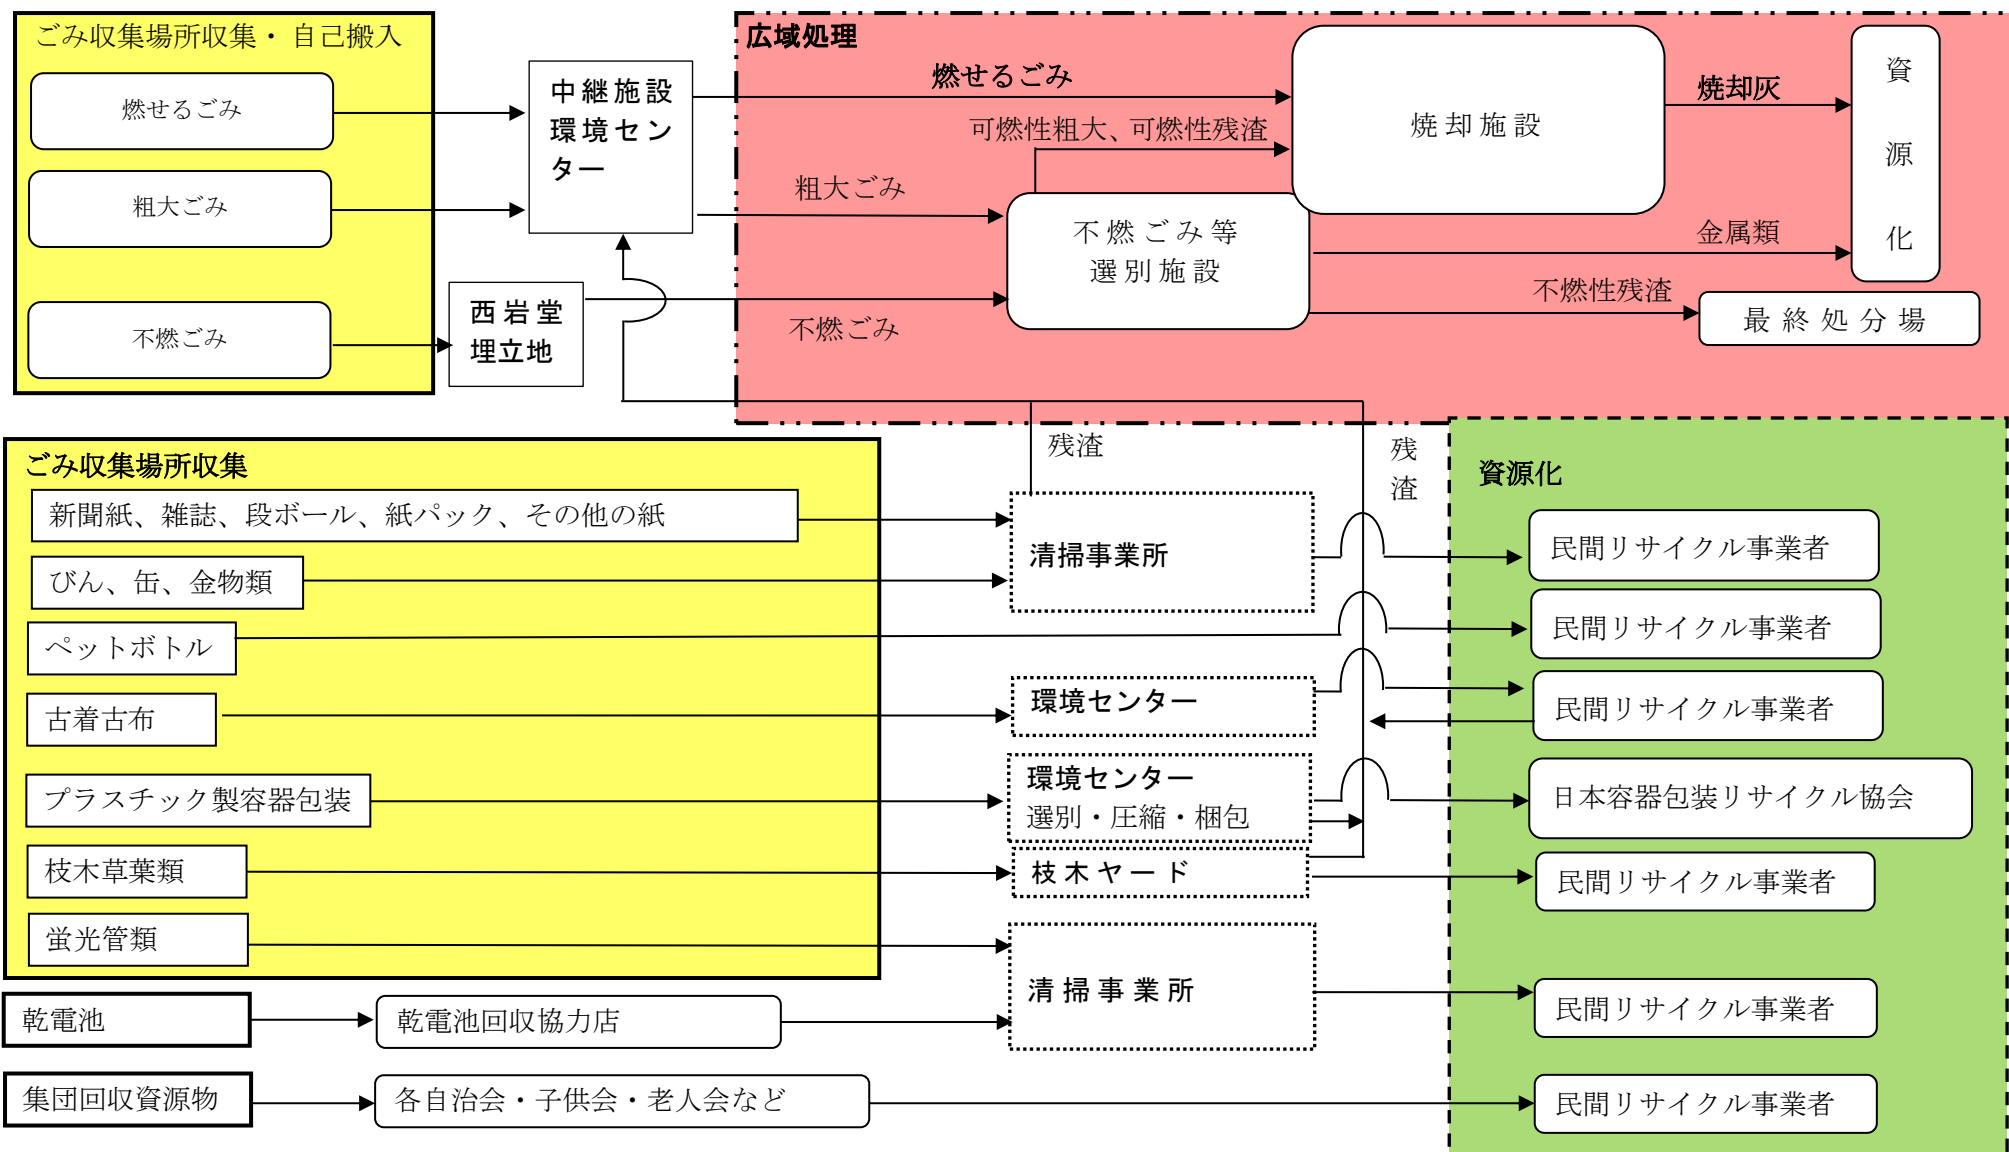 ごみ収集場所収集・ 自己搬入
燃せるごみ
粗大ごみ
不燃ごみ
中継施設
環境セン
ター
西岩堂
埋立地
広域処理
燃せるごみ
可燃性粗大、可燃性残渣
粗大ごみ
不燃ごみ
焼却施設
不燃ごみ等
選別施設
焼却灰
金属類
不燃性残渣
資
源
化
最終処分場
残渣
残
渣
ごみ収集場所収集
新聞紙、雑誌、段ボール、紙パック、その他の紙
びん、缶、金物類
ペットボトル
古着古布
プラスチック製容器包装
枝木草葉類
蛍光管類
乾電池
乾電池回収協力店
集団回収資源物
各自治会・子供会・老人会など
清掃事業所
環境センター
環境センター
選別・圧縮・梱包
枝木ヤード
清掃事業所
資源化
民間リサイクル事業者
民間リサイクル事業者
民間リサイクル事業者
日本容器包装リサイクル協会
民間リサイクル事業者
民間リサイクル事業者
民間リサイクル事業者